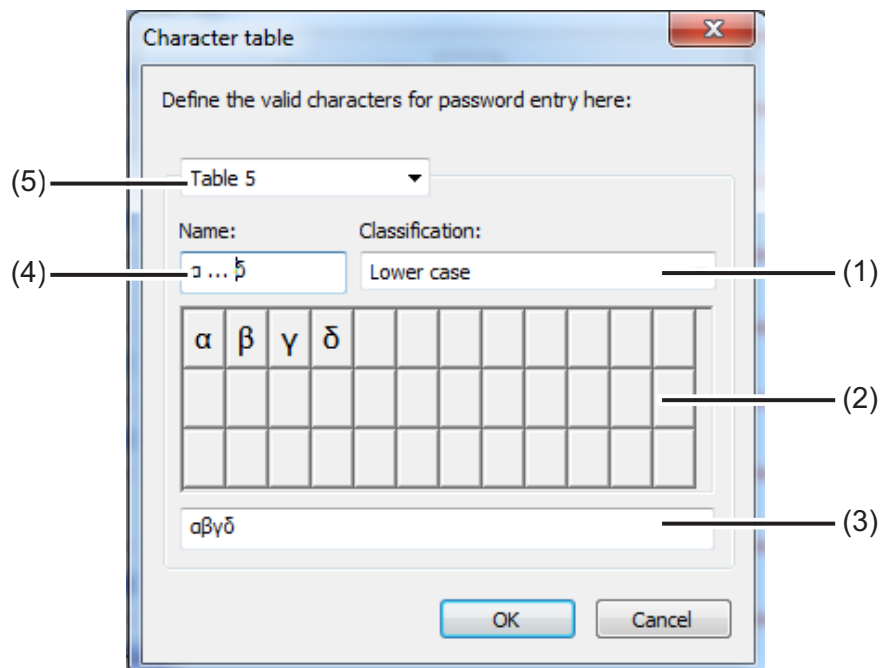 Character table
Define the valid characters for password entry here:
(5) Table 5
Name: Classification:
(4) α ... δ Lower case (1)
α β γ δ
(2)
αβγδ (3)
OK Cancel